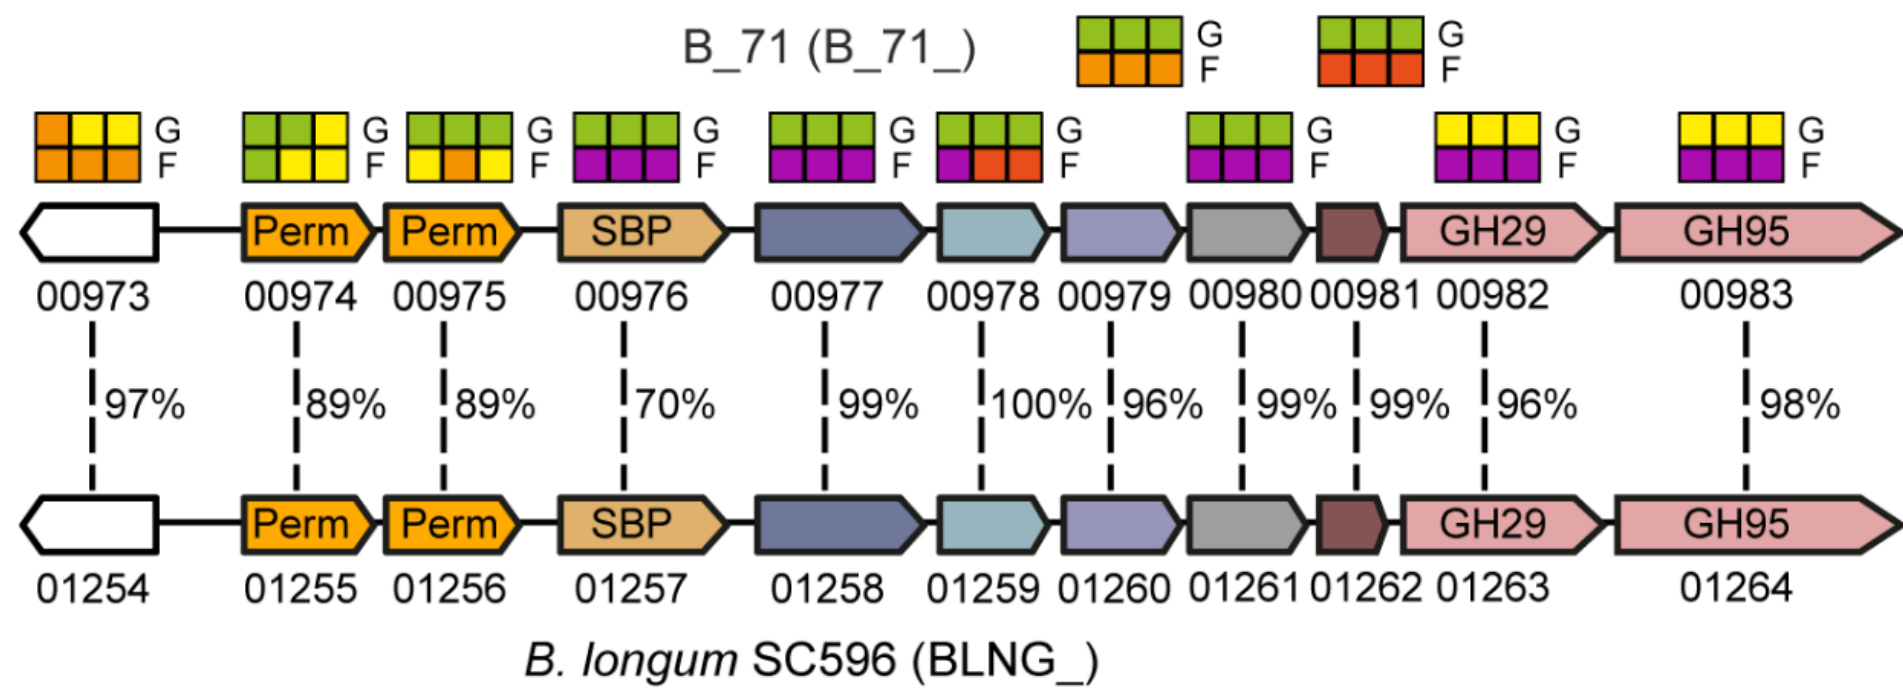 B_71 (B_71_) G G
F F
G G G G G G G G G
F F F F F F F F F
Perm Perm SBP GH29 GH95
00973 00974 00975 00976 00977 00978 00979 00980 00981 00982 00983
97% 89% 89% 70% 99% 100% 96% 99% 99% 96% 98%
Perm Perm SBP GH29 GH95
01254 01255 01256 01257 01258 01259 01260 01261 01262 01263 01264
B. longum SC596 (BLNG_)